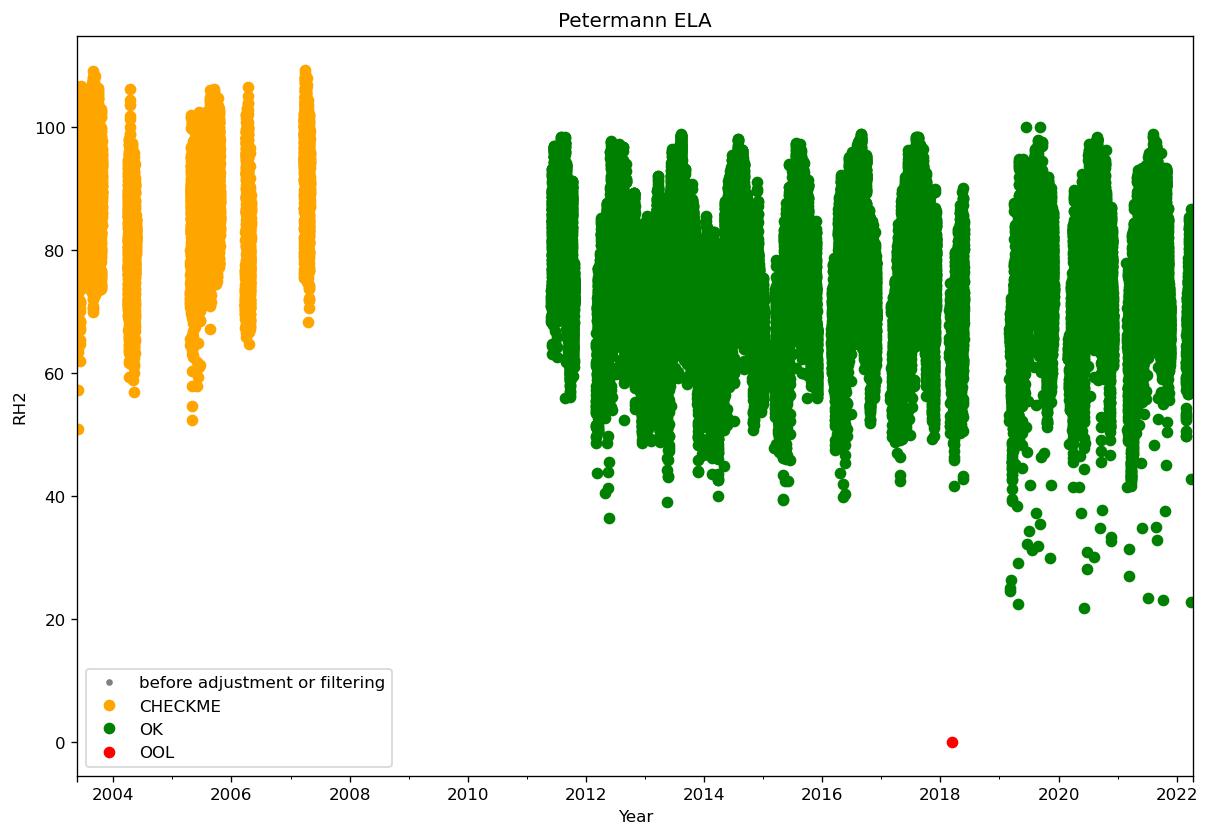 Petermann ELA
100
80
60
40
20
0
RH2
before adjustment or filtering
CHECKME
OK
OOL
2004 2006 2008 2010 2012 2014 2016 2018 2020 2022
Year